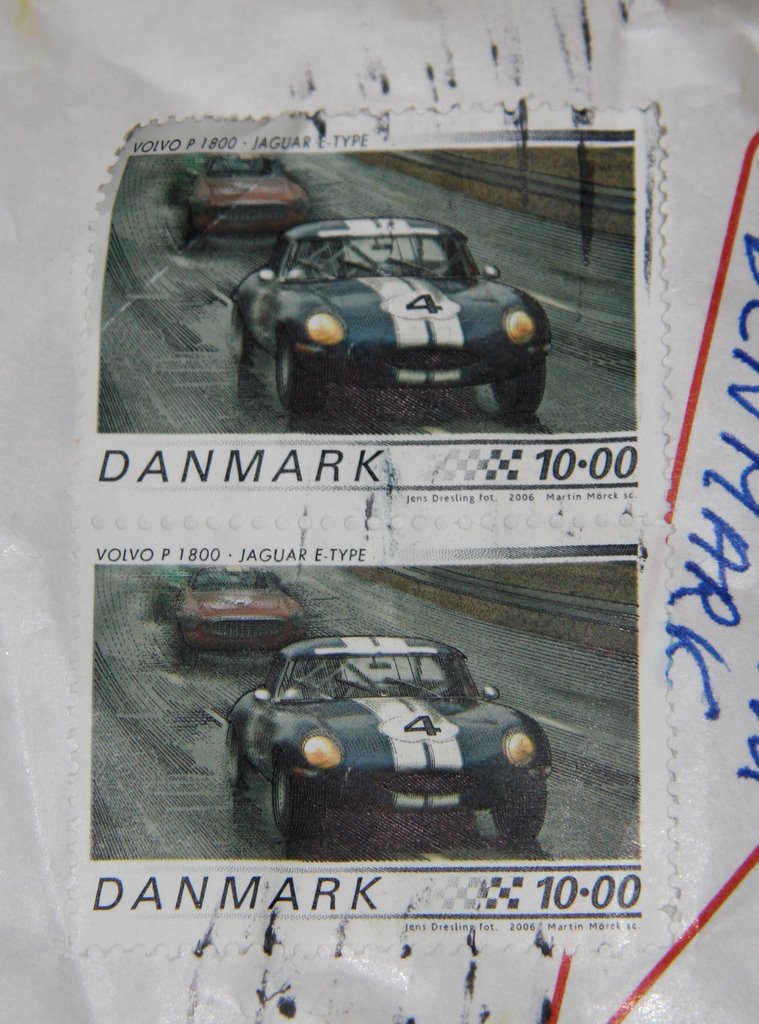 VOLVO P 1800 · JAGUAR E-TYPE
4
DANMARK 10·00
Jens Dresling fot. 2006 Martin Mörck sc.
VOLVO P 1800 · JAGUAR E-TYPE
4
DANMARK 10·00
Jens Dresling fot. 2006 Martin Mörck sc.
DENMARK